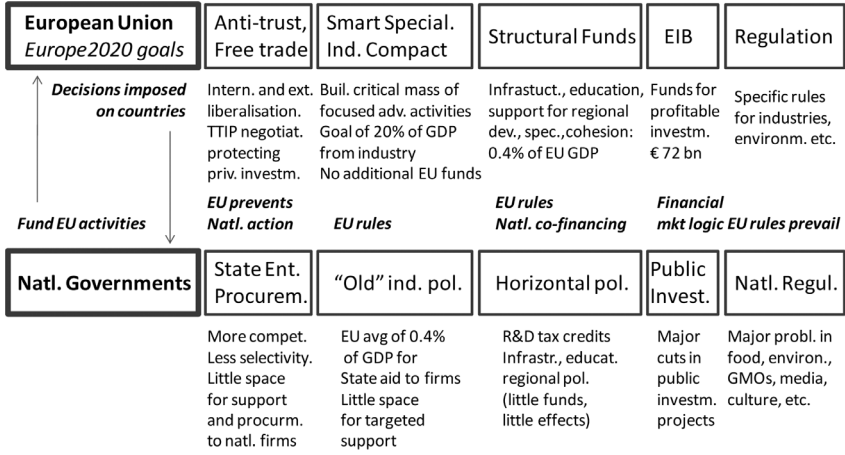 European Union
Europe2020 goals
Anti-trust,
Free trade
Smart Special.
Ind. Compact
Structural Funds
EIB
Regulation
Decisions imposed
on countries
Intern. and ext.
liberalisation.
TTIP negotiat.
protecting
priv. investm.
Buil. critical mass of
focused adv. activities
Goal of 20% of GDP
from industry
No additional EU funds
Infrastuct., education,
support for regional
dev., spec.,cohesion:
0.4% of EU GDP
Funds for
profitable
investm.
€ 72 bn
Specific rules
for industries,
environm. etc.
Fund EU activities
EU prevents
Natl. action
EU rules
EU rules
Natl. co-financing
Financial
mkt logic
EU rules prevail
Natl. Governments
State Ent.
Procurem.
“Old” ind. pol.
Horizontal pol.
Public
Invest.
Natl. Regul.
More compet.
Less selectivity.
Little space
for support
and procurm.
to natl. firms
EU avg of 0.4%
of GDP for
State aid to firms
Little space
for targeted
support
R&D tax credits
Infrastr., educat.
regional pol.
(little funds,
little effects)
Major
cuts in
public
investm.
projects
Major probl. in
food, environ.,
GMOs, media,
culture, etc.